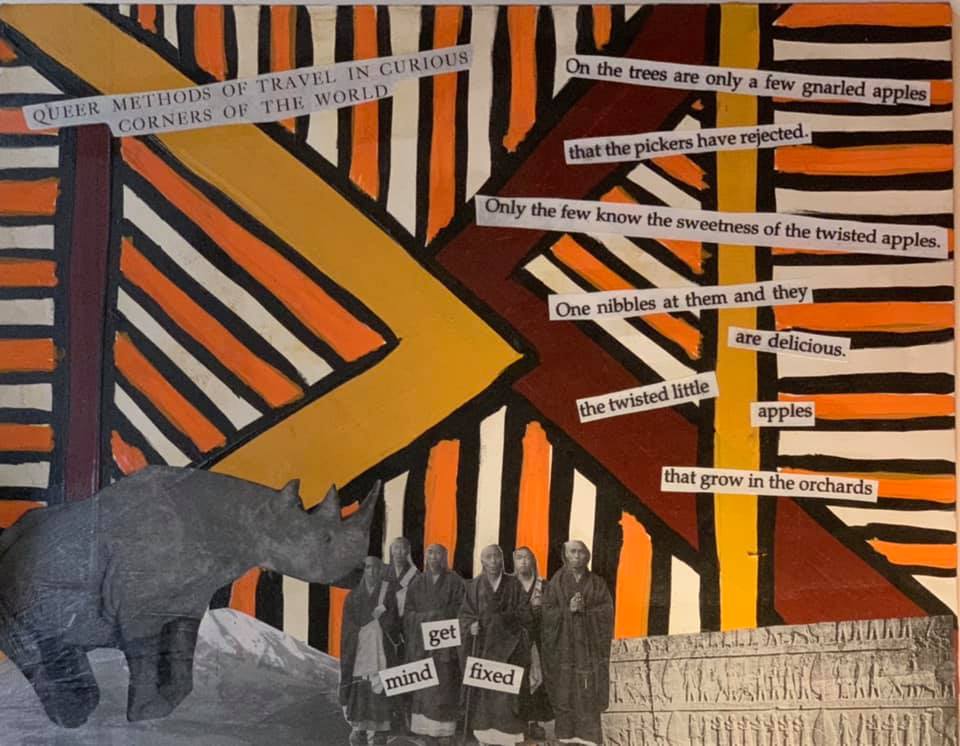 QUEER METHODS OF TRAVEL IN CURIOUS
CORNERS OF THE WORLD
On the trees are only a few gnarled apples
that the pickers have rejected.
Only the few know the sweetness of the twisted apples.
One nibbles at them and they
are delicious.
the twisted little
apples
that grow in the orchards
get
mind
fixed